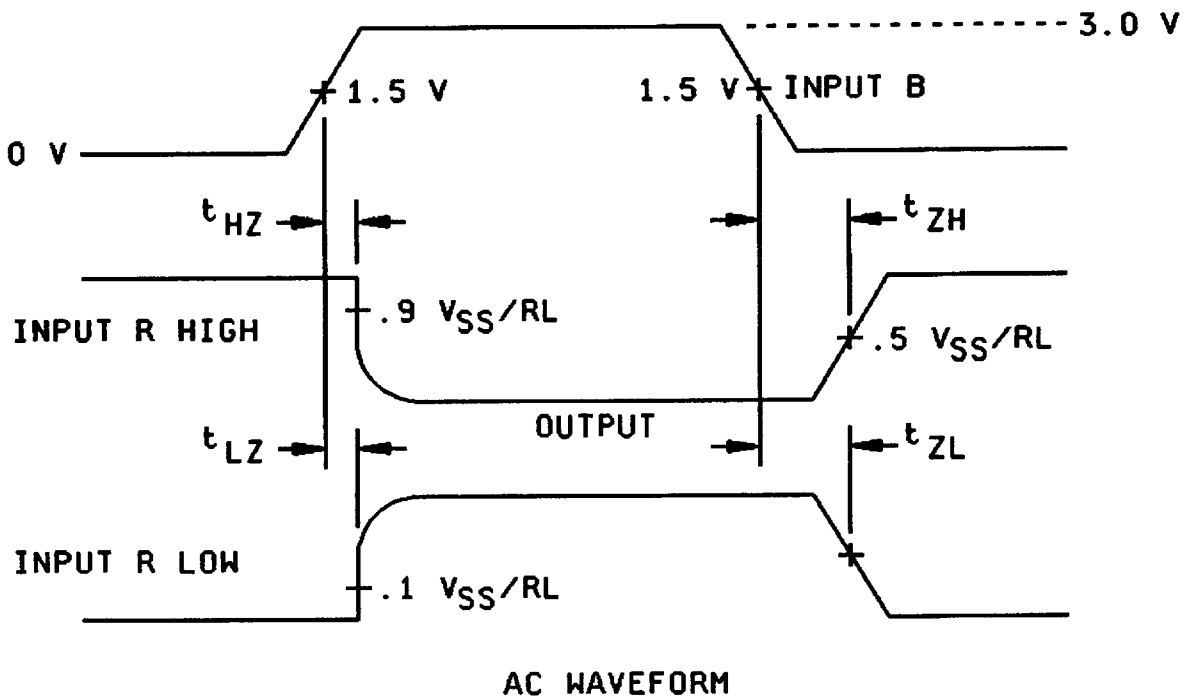 3.0 V
1.5 V
1.5 V
INPUT B
0 V
tHZ
tZH
INPUT R HIGH
.9 VSS/RL
.5 VSS/RL
OUTPUT
tLZ
tZL
INPUT R LOW
.1 VSS/RL
AC WAVEFORM